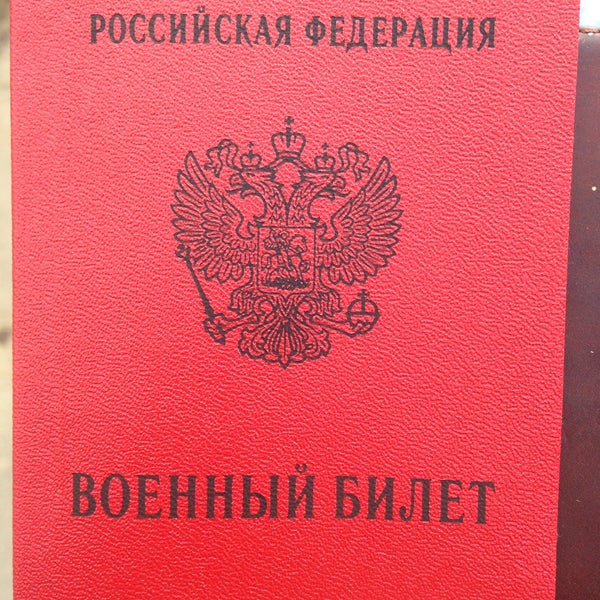 РОССИЙСКАЯ ФЕДЕРАЦИЯ
ВОЕННЫЙ БИЛЕТ